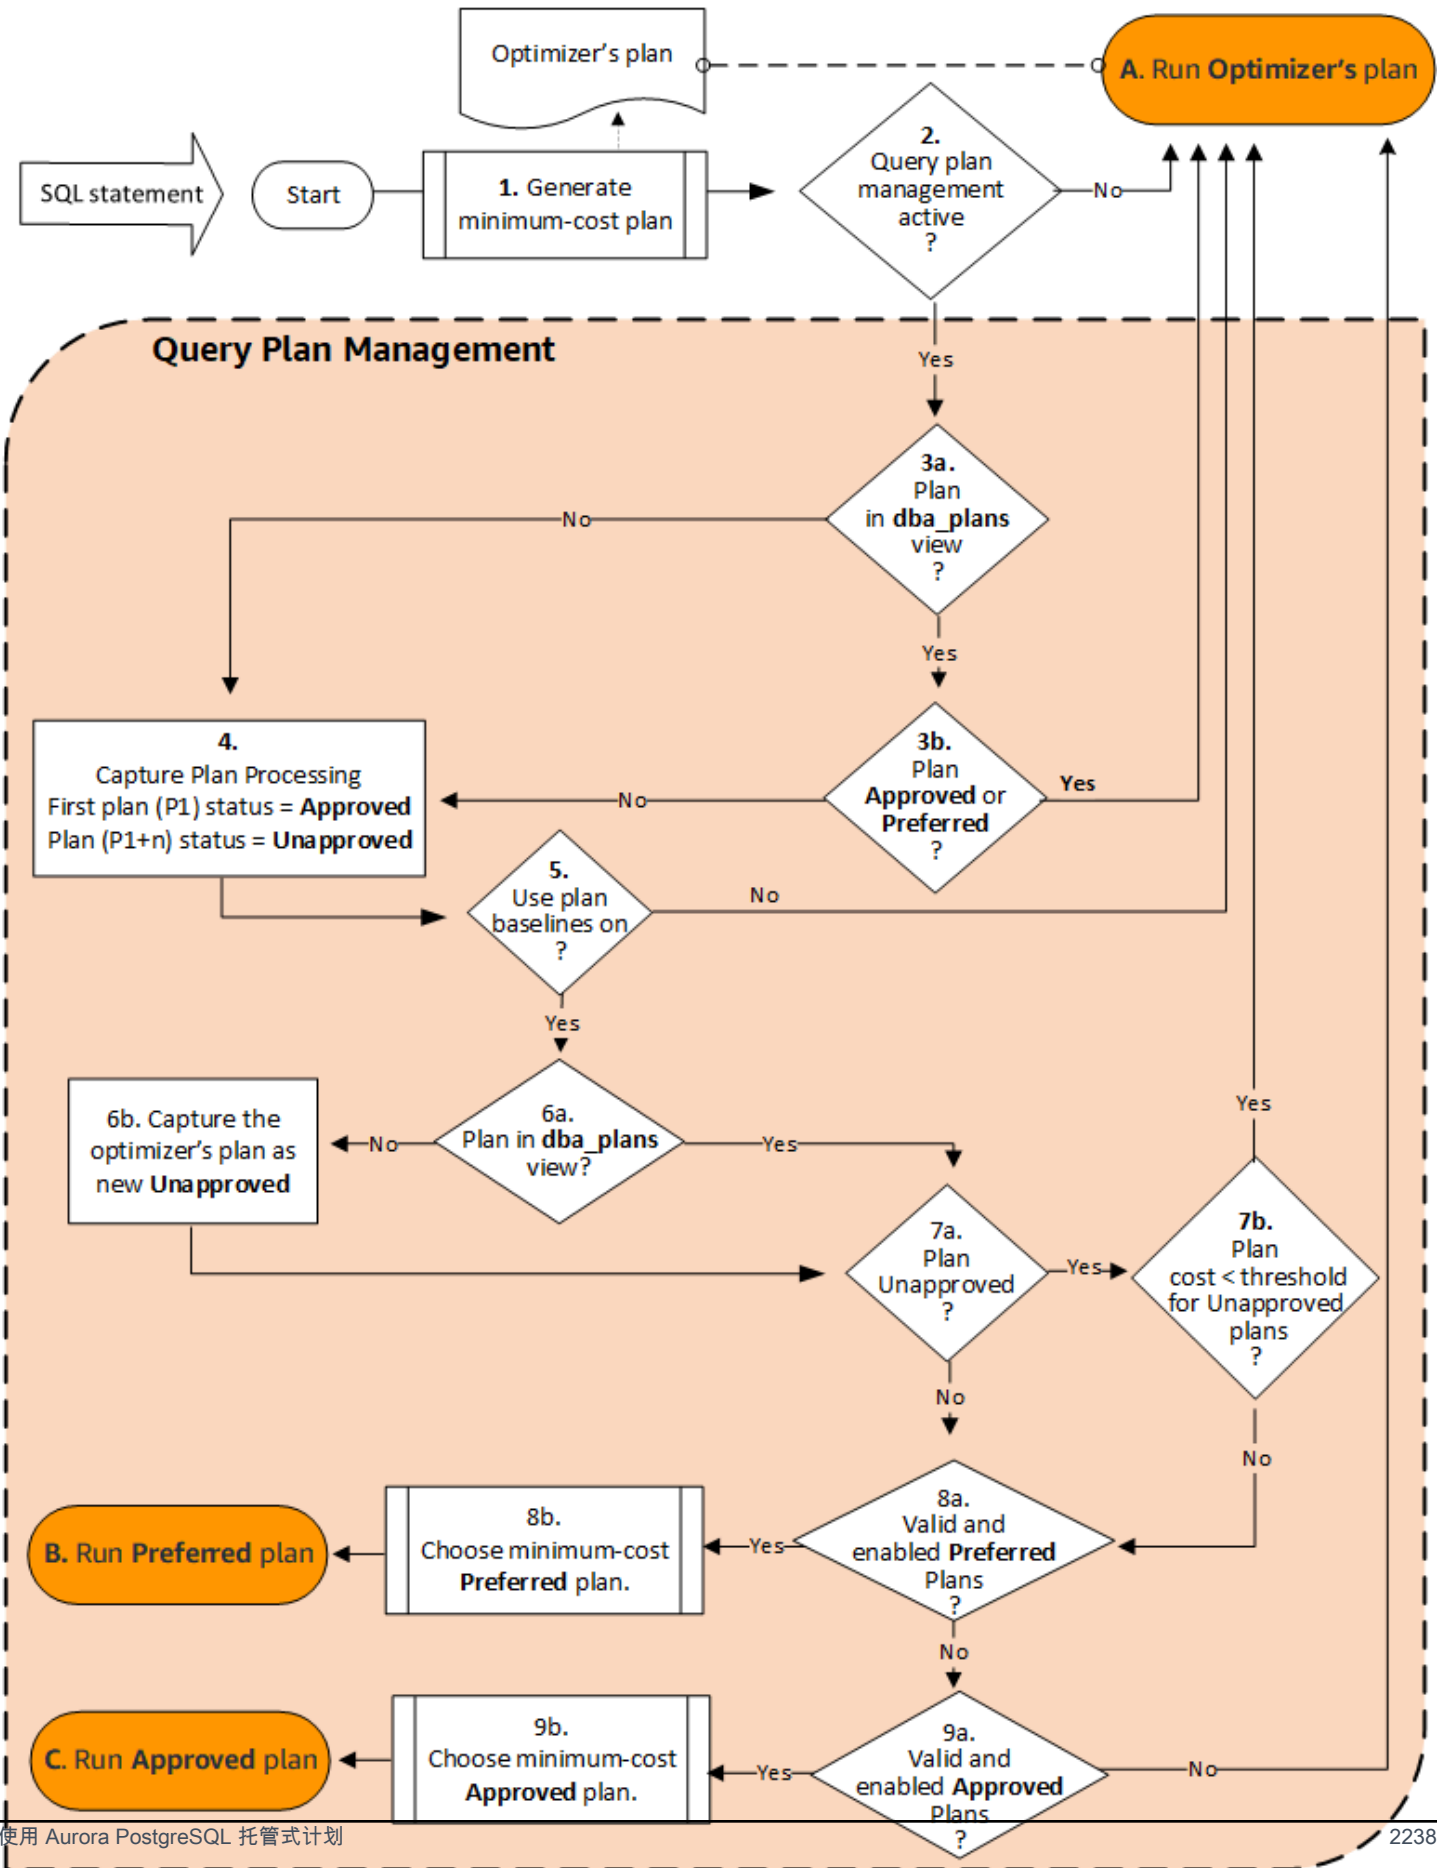 Optimizer's plan
A. Run Optimizer's plan
SQL statement
Start
1. Generate
minimum-cost plan
2.
Query plan
management
active
?
No
Query Plan Management
Yes
3a.
Plan
in dba_plans
view
?
No
Yes
4.
Capture Plan Processing
First plan (P1) status = Approved
Plan (P1+n) status = Unapproved
No
3b.
Plan
Approved or
Preferred
?
Yes
5.
Use plan
baselines on
?
No
Yes
6b. Capture the
optimizer's plan as
new Unapproved
No
6a.
Plan in dba_plans
view?
Yes
7a.
Plan
Unapproved
?
Yes
Yes
7b.
Plan
cost < threshold
for Unapproved
plans
?
No
No
B. Run Preferred plan
8b.
Choose minimum-cost
Preferred plan.
Yes
8a.
Valid and
enabled Preferred
Plans
?
No
C. Run Approved plan
9b.
Choose minimum-cost
Approved plan.
Yes
9a.
Valid and
enabled Approved
Plans
?
No
使用 Aurora PostgreSQL 托管式计划
2238